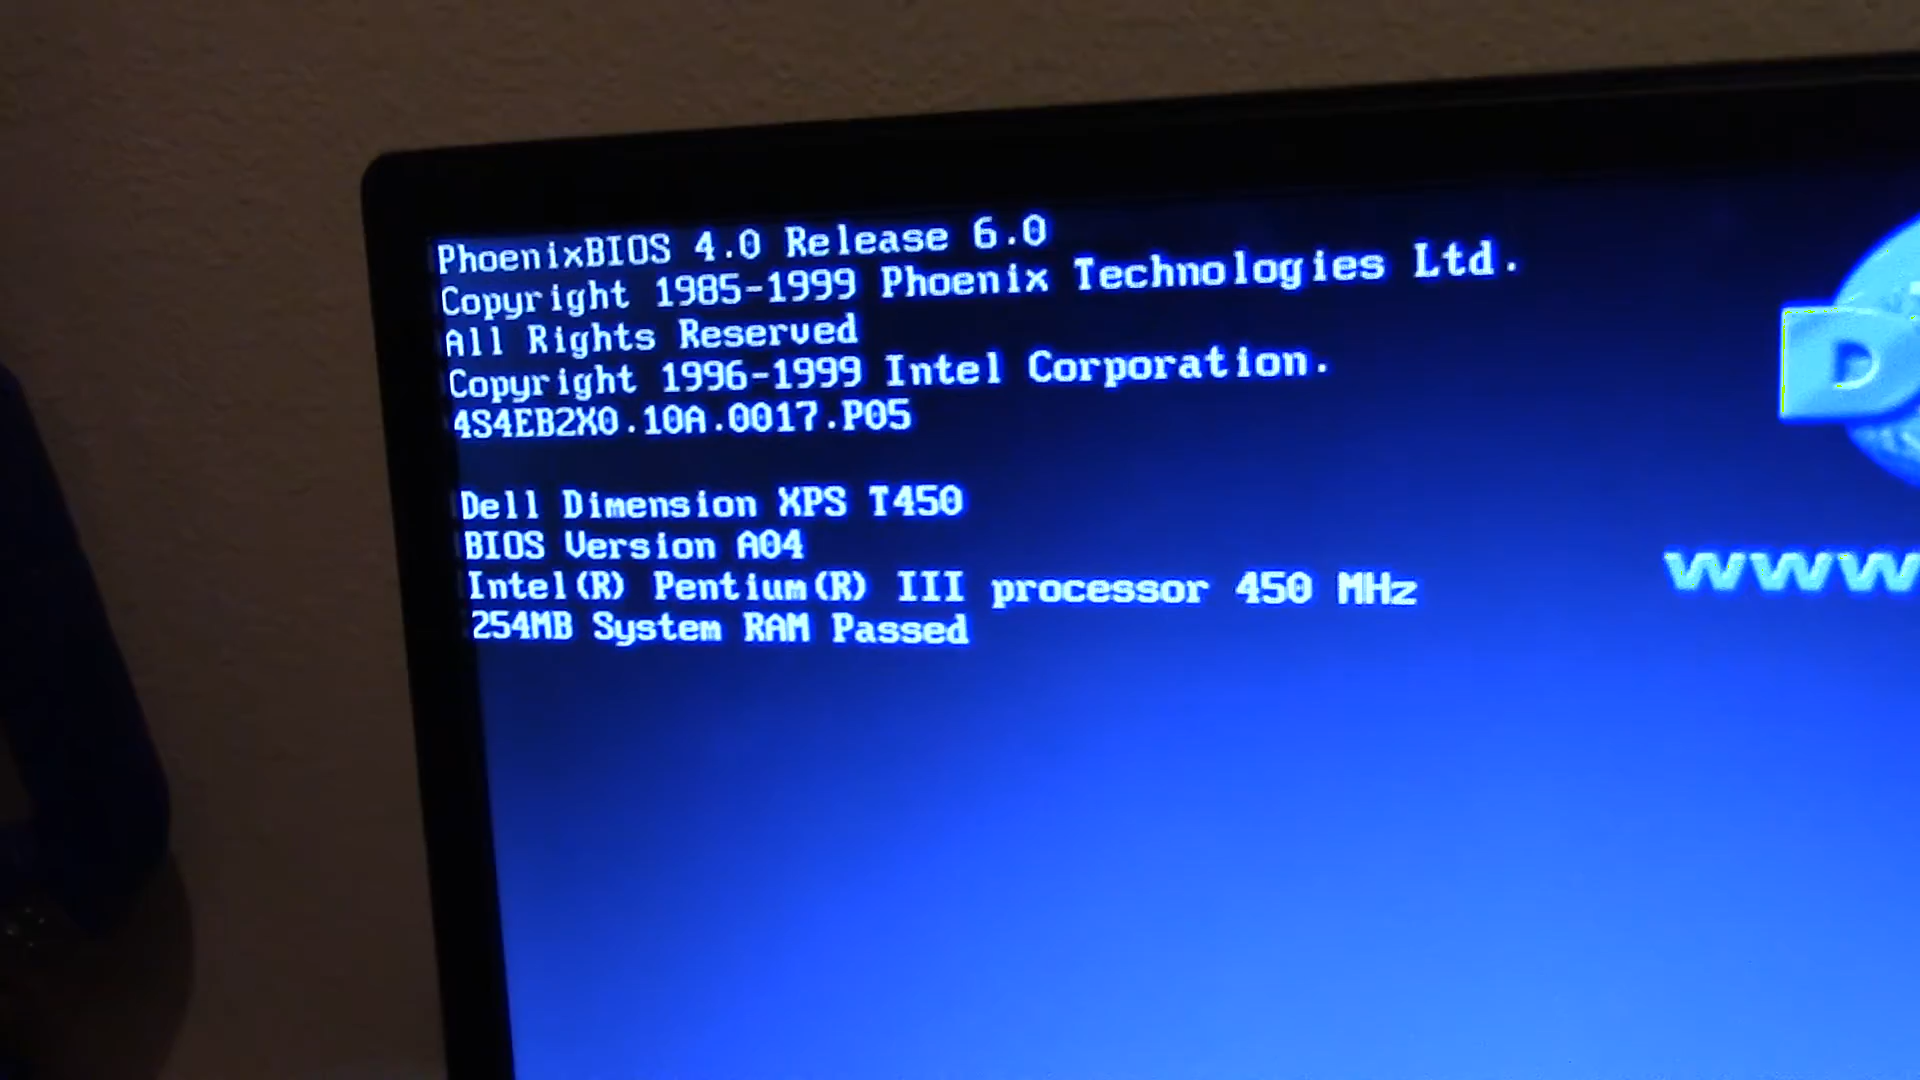 PhoenixBIOS 4.0 Release 6.0
Copyright 1985-1999 Phoenix Technologies Ltd.
All Rights Reserved
Copyright 1996-1999 Intel Corporation.
4S4EB2X0.10A.0017.P05
D
Dell Dimension XPS T450
BIOS Version A04
www
Intel(R) Pentium(R) III processor 450 MHz
254MB System RAM Passed